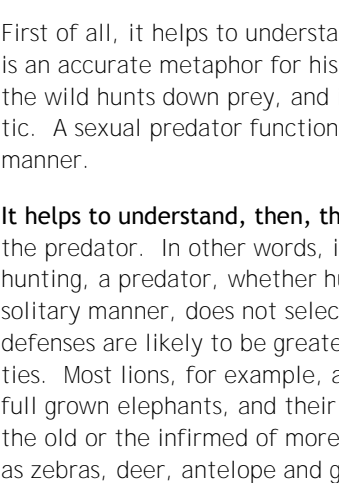 First of all, it helps to understa
is an accurate metaphor for his
the wild hunts down prey, and
tic. A sexual predator function
manner.
It helps to understand, then, th
the predator. In other words, i
hunting, a predator, whether hu
solitary manner, does not selec
defenses are likely to be greate
ties. Most lions, for example, a
full grown elephants, and their
the old or the infirmed of more
as zebras, deer, antelope and g